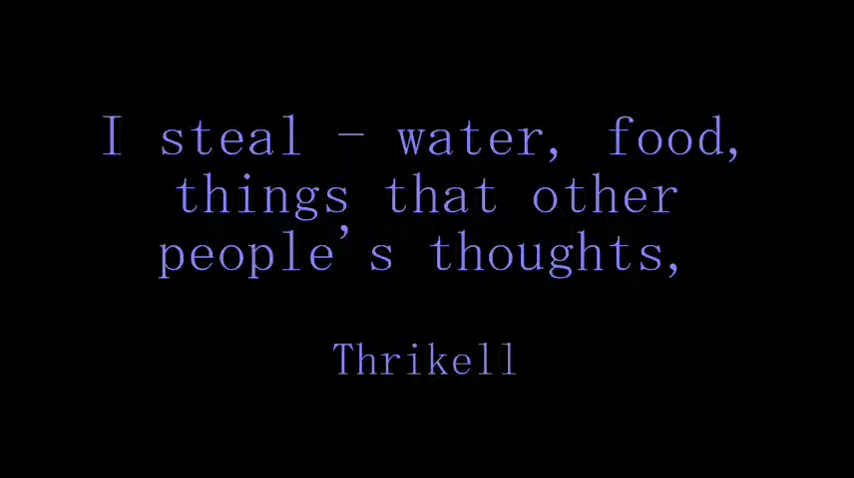 I steal - water, food,
things that other
people's thoughts,
Thrikell